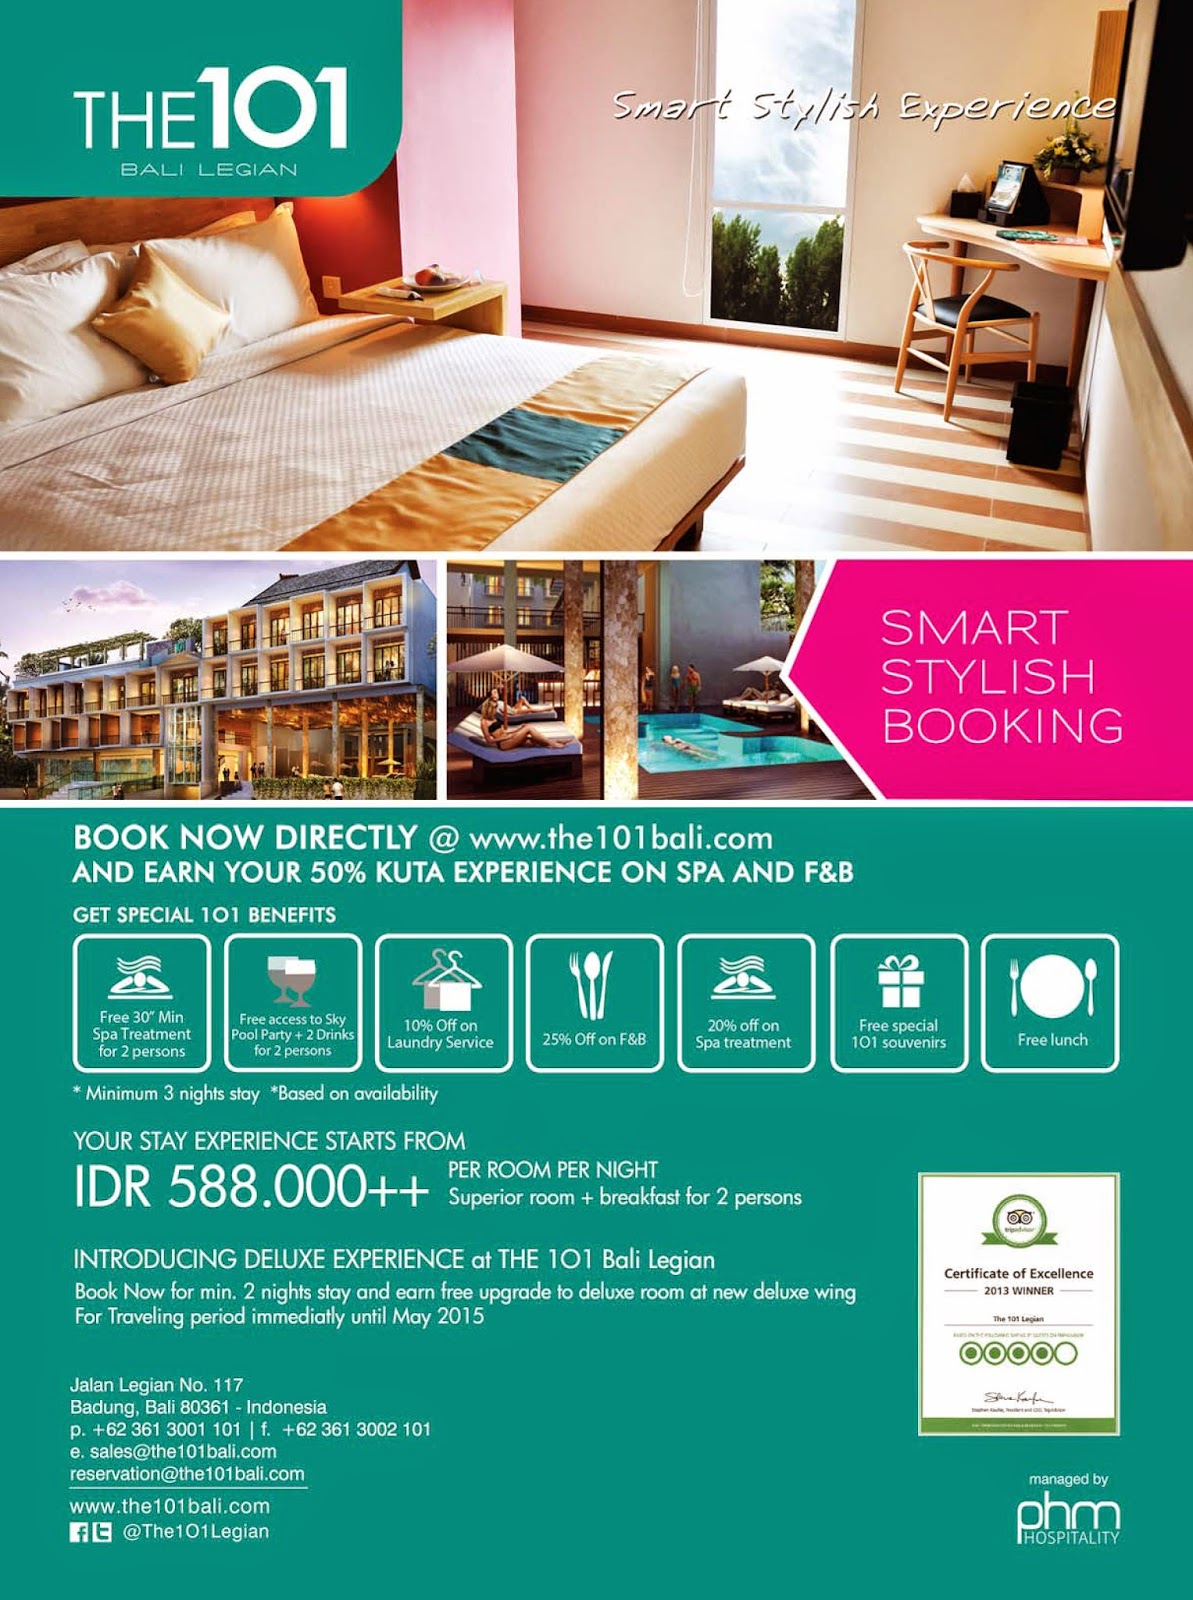 THE 1O1
BALI LEGIAN
Smart Stylish Experience
SMART
STYLISH
BOOKING
BOOK NOW DIRECTLY @ www.the101bali.com
AND EARN YOUR 50% KUTA EXPERIENCE ON SPA AND F&B
GET SPECIAL 1O1 BENEFITS
Free 30" Min
Spa Treatment
for 2 persons
Free access to Sky
Pool Party + 2 Drinks
for 2 persons
10% Off on
Laundry Service
25% Off on F&B
20% off on
Spa treatment
Free special
1O1 souvenirs
Free lunch
* Minimum 3 nights stay *Based on availability
YOUR STAY EXPERIENCE STARTS FROM
IDR 588.000++
PER ROOM PER NIGHT
Superior room + breakfast for 2 persons
INTRODUCING DELUXE EXPERIENCE at THE 1O1 Bali Legian
Book Now for min. 2 nights stay and earn free upgrade to deluxe room at new deluxe wing
For Traveling period immediatly until May 2015
tripadvisor
Certificate of Excellence
2013 WINNER
The 101 Legian
Jalan Legian No. 117
Badung, Bali 80361 - Indonesia
p. +62 361 3001 101 | f. +62 361 3002 101
e. sales@the101bali.com
reservation@the101bali.com
www.the101bali.com
@The1O1Legian
managed by
phm
HOSPITALITY